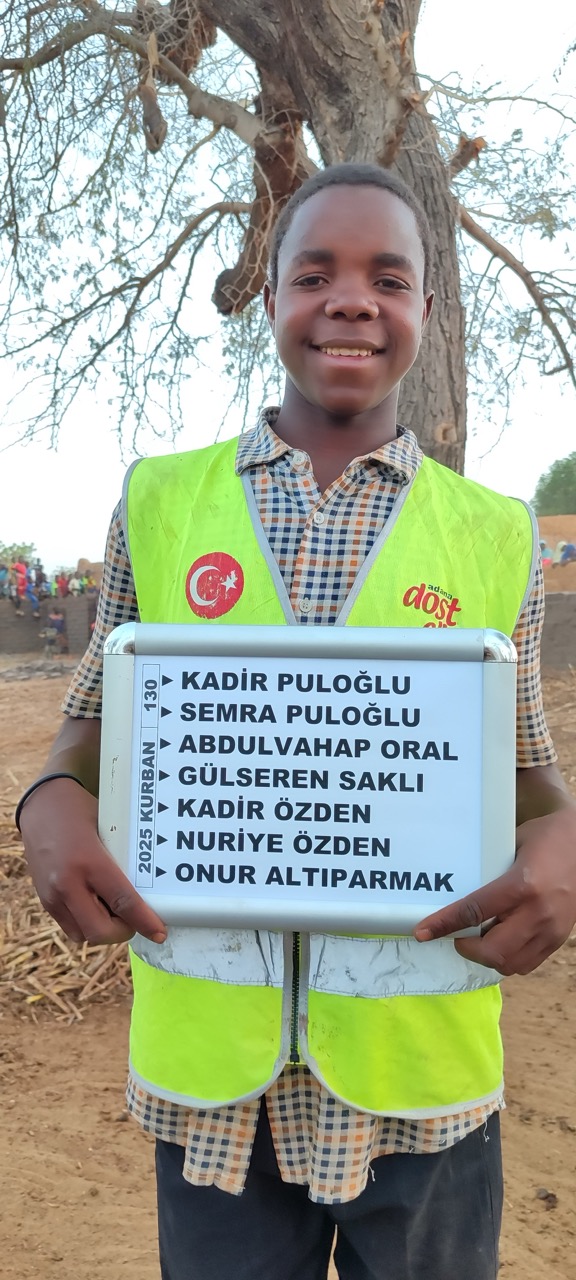 adana
dost
► KADİR PULOĞLU
► SEMRA PULOĞLU
► ABDULVAHAP ORAL
► GÜLSEREN SAKLI
► KADİR ÖZDEN
► NURİYE ÖZDEN
► ONUR ALTIPARMAK
2025 KURBAN 130